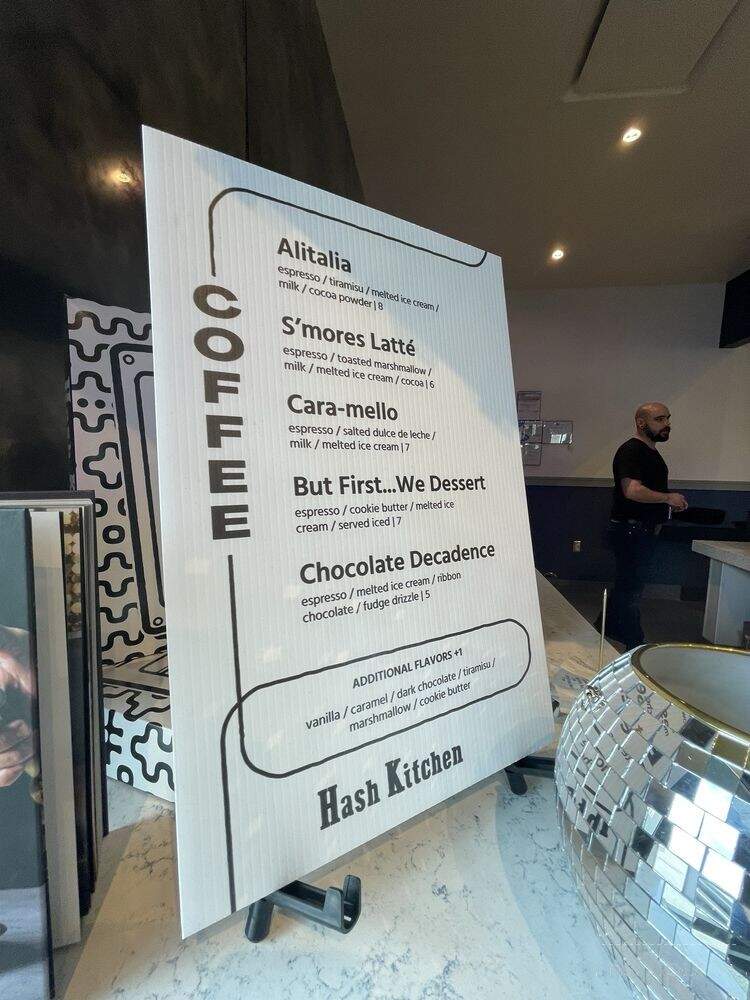 COFFEE
Alitalia
espresso / tiramisu / melted ice cream /
milk / cocoa powder | 8
S'mores Latté
espresso / toasted marshmallow /
milk / melted ice cream / cocoa | 6
Cara-mello
espresso / salted dulce de leche /
milk / melted ice cream | 7
But First...We Dessert
espresso / cookie butter / melted ice
cream / served iced | 7
Chocolate Decadence
espresso / melted ice cream / ribbon
chocolate / fudge drizzle | 5
ADDITIONAL FLAVORS +1
vanilla / caramel / dark chocolate / tiramisu /
marshmallow / cookie butter
Hash Kitchen